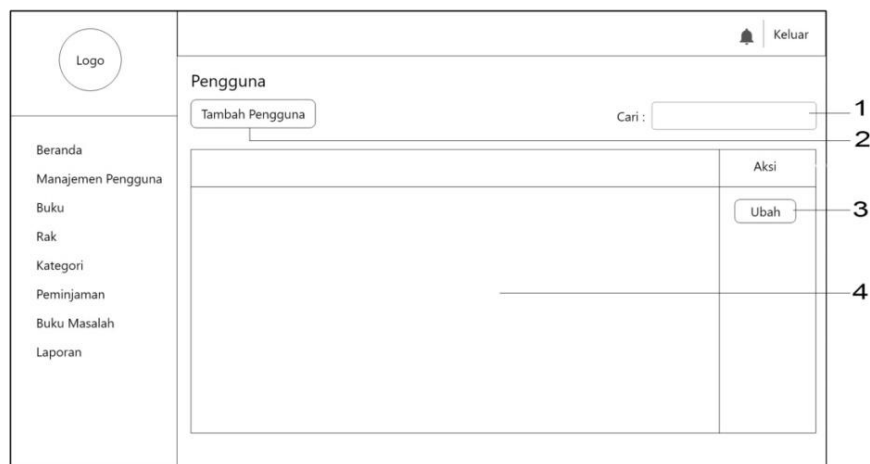 Logo
Keluar
Pengguna
Tambah Pengguna
Cari :
1
2
Beranda
Manajemen Pengguna
Buku
Rak
Kategori
Peminjaman
Buku Masalah
Laporan
Aksi
Ubah
3
4